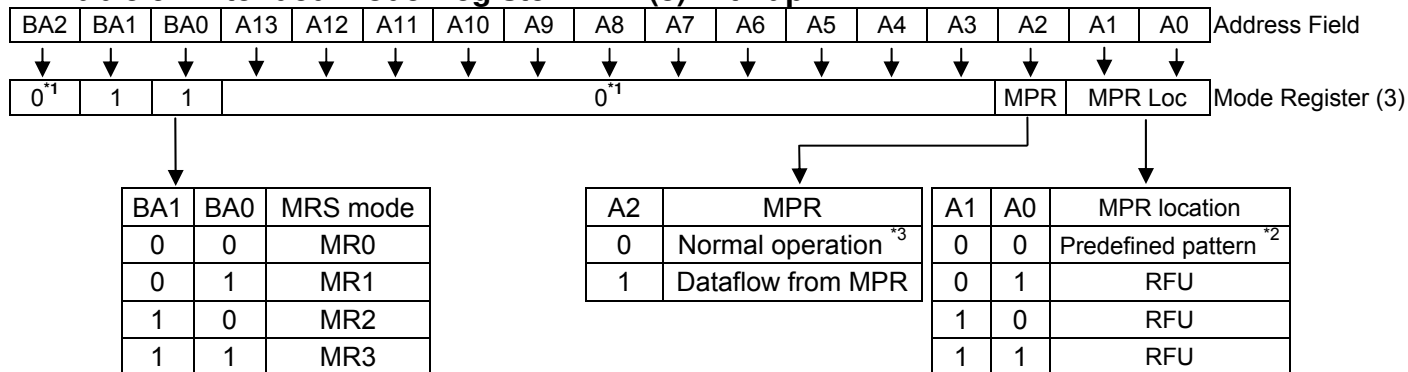 BA2 BA1 BA0 A13 A12 A11 A10 A9 A8 A7 A6 A5 A4 A3 A2 A1 A0 Address Field
0*1 1 1 0*1 MPR MPR Loc Mode Register (3)
BA1 BA0 MRS mode
0 0 MR0
0 1 MR1
1 0 MR2
1 1 MR3
A2 MPR
0 Normal operation *3
1 Dataflow from MPR
A1 A0 MPR location
0 0 Predefined pattern *2
0 1 RFU
1 0 RFU
1 1 RFU